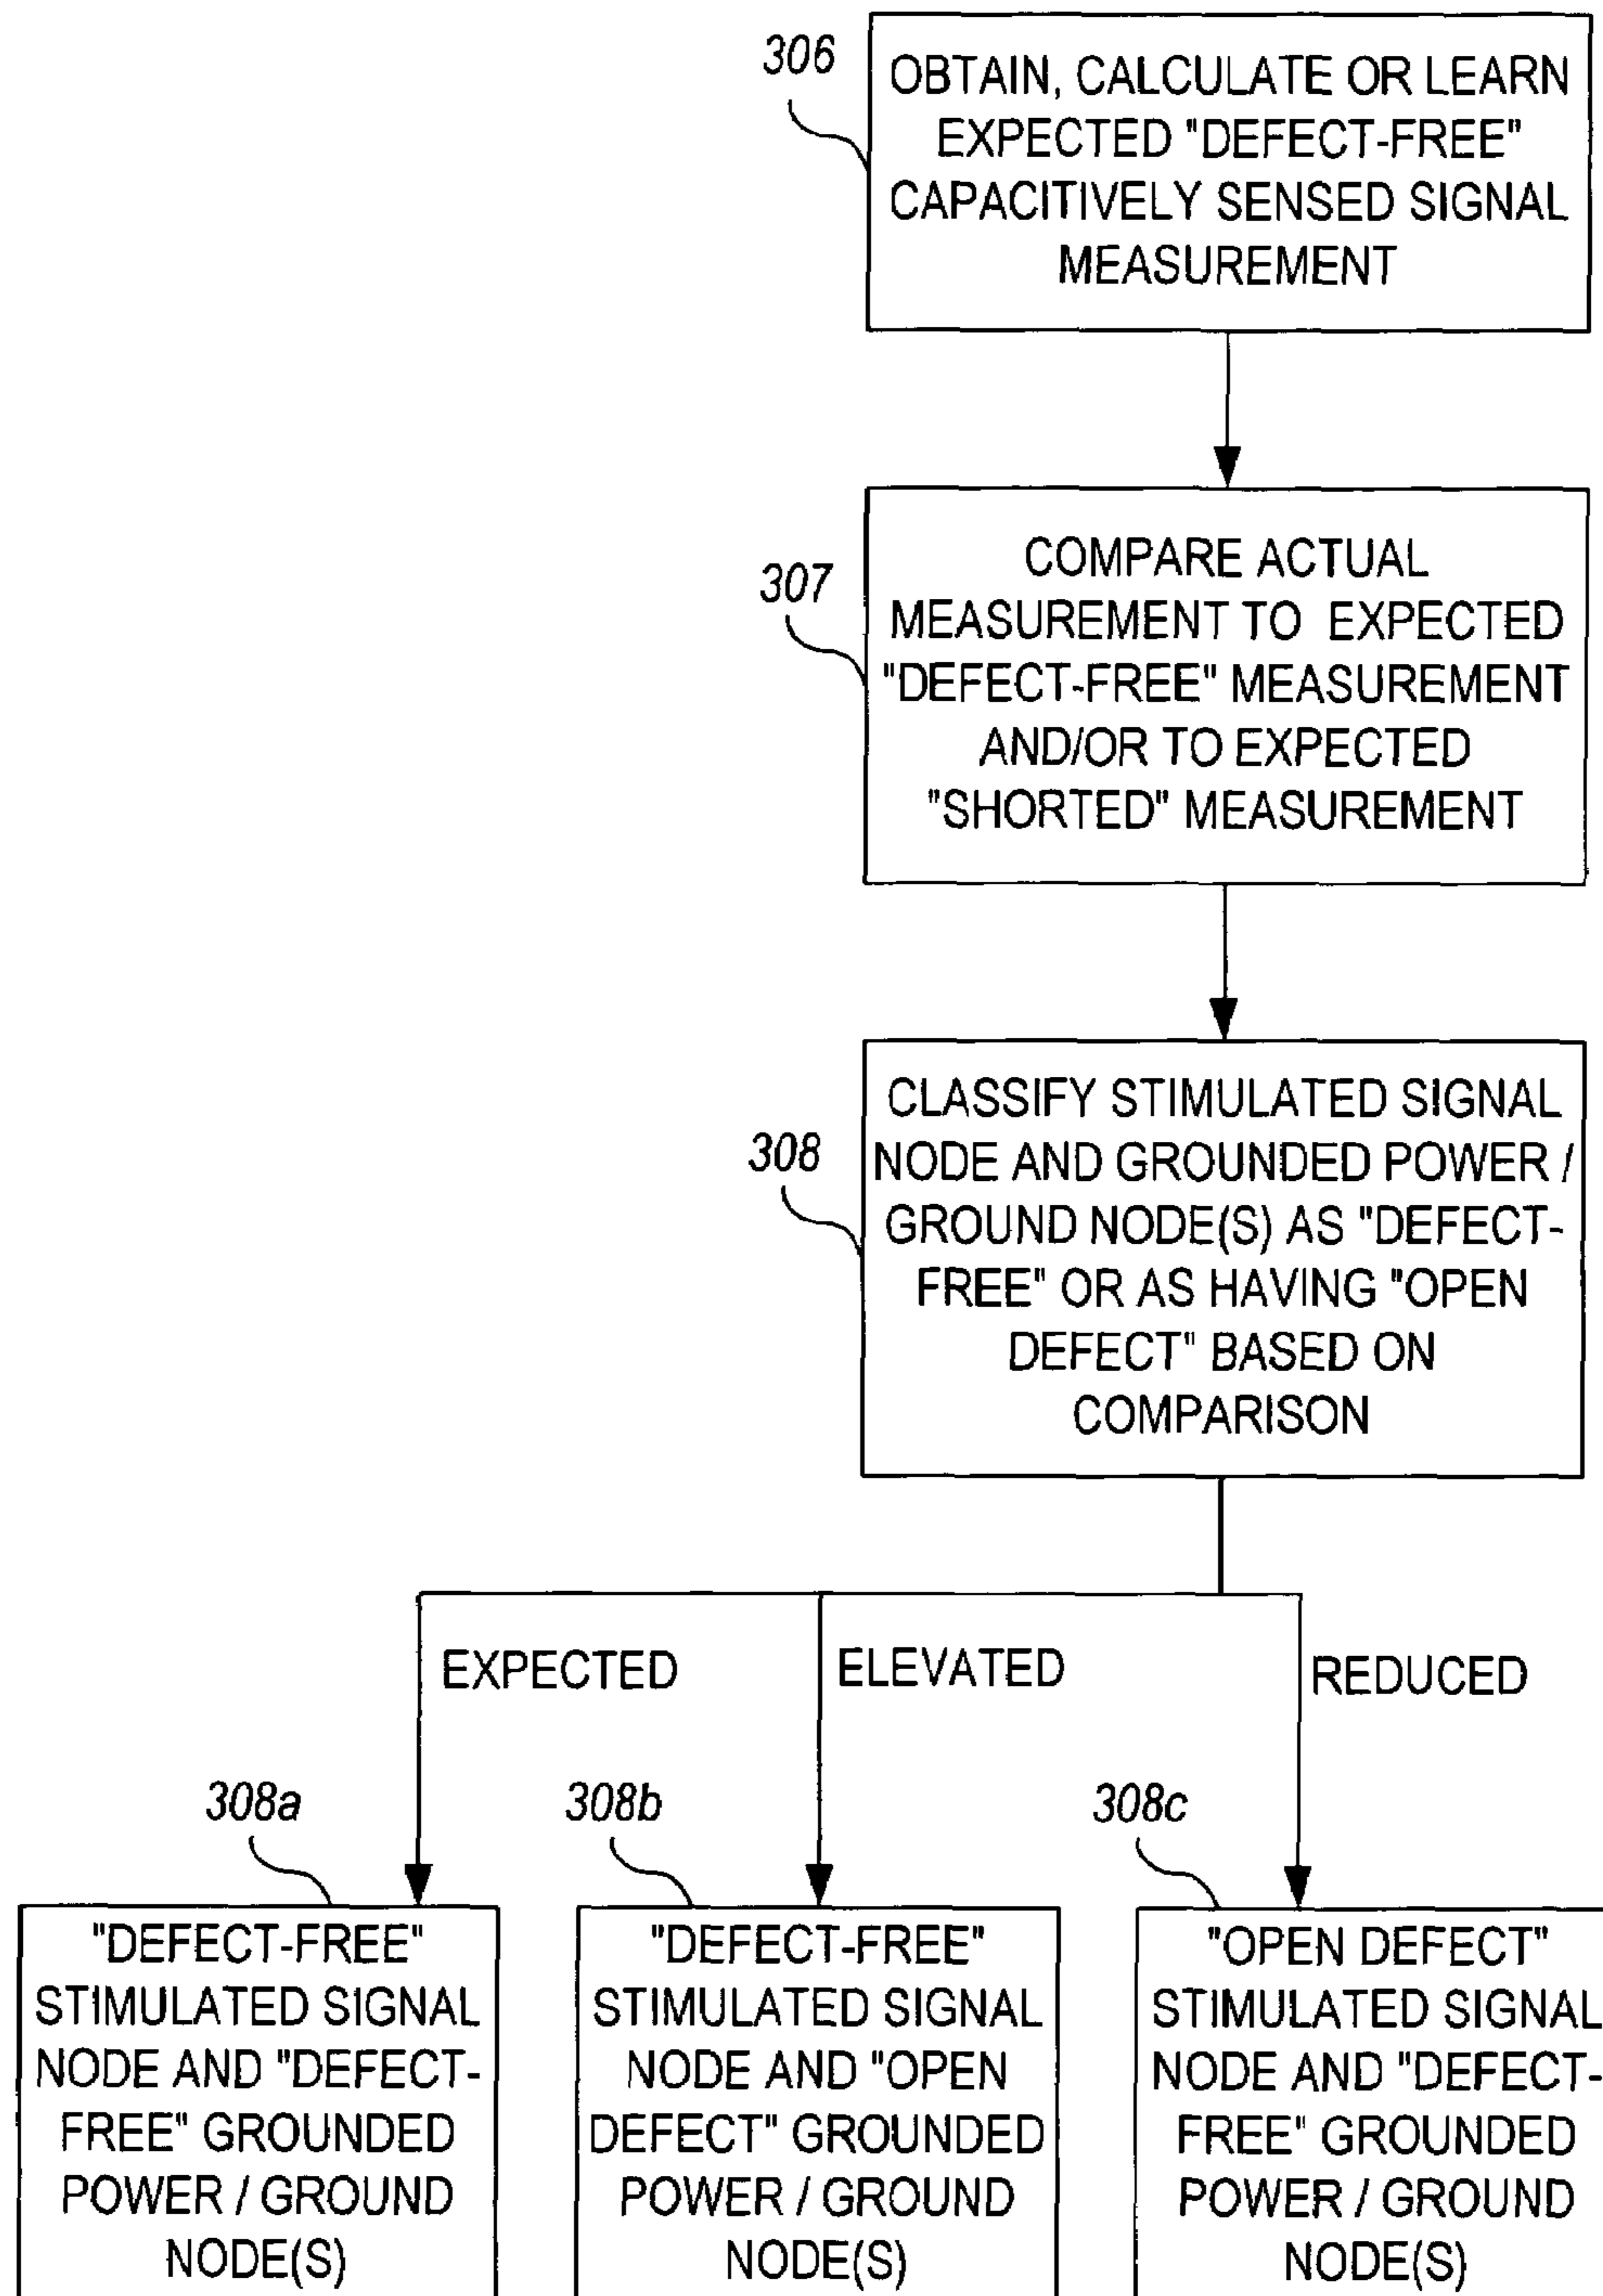 306
OBTAIN, CALCULATE OR LEARN
EXPECTED "DEFECT-FREE"
CAPACITIVELY SENSED SIGNAL
MEASUREMENT
307
COMPARE ACTUAL
MEASUREMENT TO EXPECTED
"DEFECT-FREE" MEASUREMENT
AND/OR TO EXPECTED
"SHORTED" MEASUREMENT
308
CLASSIFY STIMULATED SIGNAL
NODE AND GROUNDED POWER /
GROUND NODE(S) AS "DEFECT-
FREE" OR AS HAVING "OPEN
DEFECT" BASED ON
COMPARISON
EXPECTED
ELEVATED
REDUCED
308a
"DEFECT-FREE"
STIMULATED SIGNAL
NODE AND "DEFECT-
FREE" GROUNDED
POWER / GROUND
NODE(S)
308b
"DEFECT-FREE"
STIMULATED SIGNAL
NODE AND "OPEN
DEFECT" GROUNDED
POWER / GROUND
NODE(S)
308c
"OPEN DEFECT"
STIMULATED SIGNAL
NODE AND "DEFECT-
FREE" GROUNDED
POWER / GROUND
NODE(S)